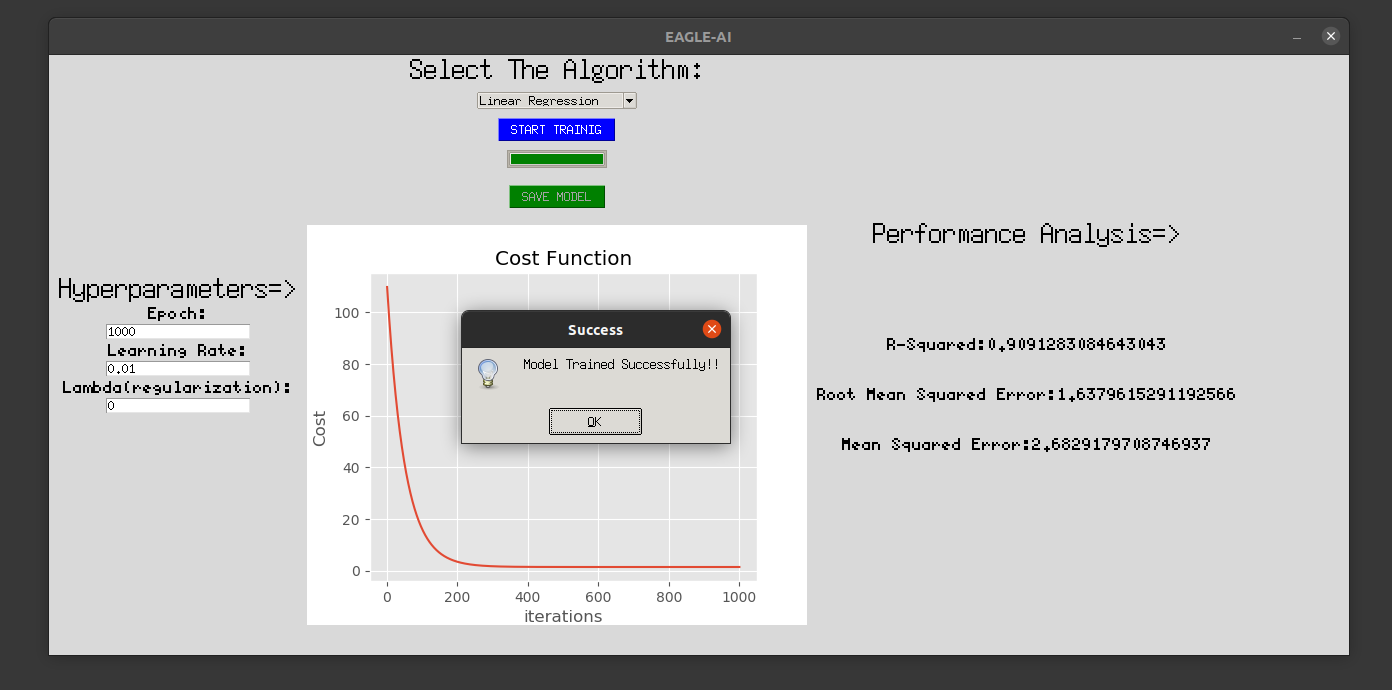 EAGLE-AI
Select The Algorithm:
Linear Regression
START TRAINIG
SAVE MODEL
Hyperparameters=>
Epoch:
1000
Learning Rate:
0.01
Lambda(regularization):
0
Cost Function
100
80
60
40
20
0
Cost
0 200 400 600 800 1000
iterations
Success
Model Trained Successfully!!
OK
Performance Analysis=>
R-Squared:0.9091283084643043
Root Mean Squared Error:1.6379615291192566
Mean Squared Error:2.6829179708746937